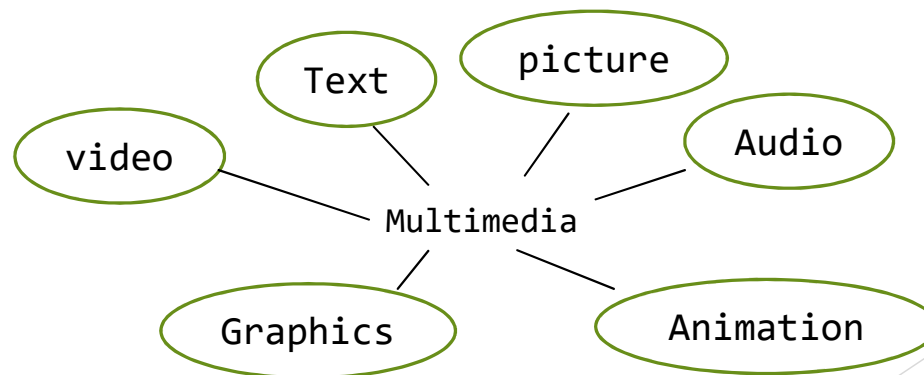 picture
Text
Audio
video
Multimedia
Graphics
Animation